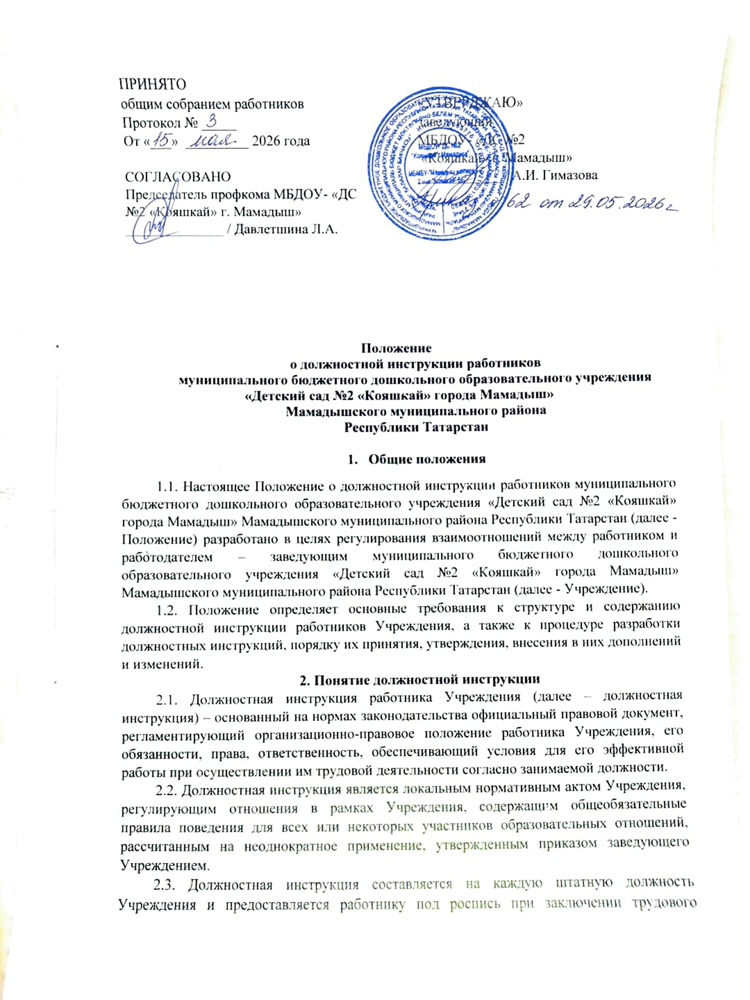 ПРИНЯТО
общим собранием работников
Протокол № 3
От «15» мая 2026 года
СОГЛАСОВАНО
Председатель профкома МБДОУ- «ДС
№2 «Кояшкай» г. Мамадыш»
/ Давлетшина Л.А.
«УТВЕРЖДАЮ»
заведующий
МБДОУ- «ДС №2
«Кояшкай» г. Мамадыш»
А.И. Гимазова
Приказ 62 от 29.05.2026г
Положение
о должностной инструкции работников
муниципального бюджетного дошкольного образовательного учреждения
«Детский сад №2 «Кояшкай» города Мамадыш»
Мамадышского муниципального района
Республики Татарстан
1. Общие положения
1.1. Настоящее Положение о должностной инструкции работников муниципального
бюджетного дошкольного образовательного учреждения «Детский сад №2 «Кояшкай»
города Мамадыш» Мамадышского муниципального района Республики Татарстан (далее -
Положение) разработано в целях регулирования взаимоотношений между работником и
работодателем – заведующим муниципального бюджетного дошкольного
образовательного учреждения «Детский сад №2 «Кояшкай» города Мамадыш»
Мамадышского муниципального района Республики Татарстан (далее - Учреждение).
1.2. Положение определяет основные требования к структуре и содержанию
должностной инструкции работников Учреждения, а также к процедуре разработки
должностных инструкций, порядку их принятия, утверждения, внесения в них дополнений
и изменений.
2. Понятие должностной инструкции
2.1. Должностная инструкция работника Учреждения (далее – должностная
инструкция) – основанный на нормах законодательства официальный правовой документ,
регламентирующий организационно-правовое положение работника Учреждения, его
обязанности, права, ответственность, обеспечивающий условия для его эффективной
работы при осуществлении им трудовой деятельности согласно занимаемой должности.
2.2. Должностная инструкция является локальным нормативным актом Учреждения,
регулирующим отношения в рамках Учреждения, содержащим общеобязательные
правила поведения для всех или некоторых участников образовательных отношений,
рассчитанным на неоднократное применение, утвержденным приказом заведующего
Учреждением.
2.3. Должностная инструкция составляется на каждую штатную должность
Учреждения и предоставляется работнику под роспись при заключении трудового